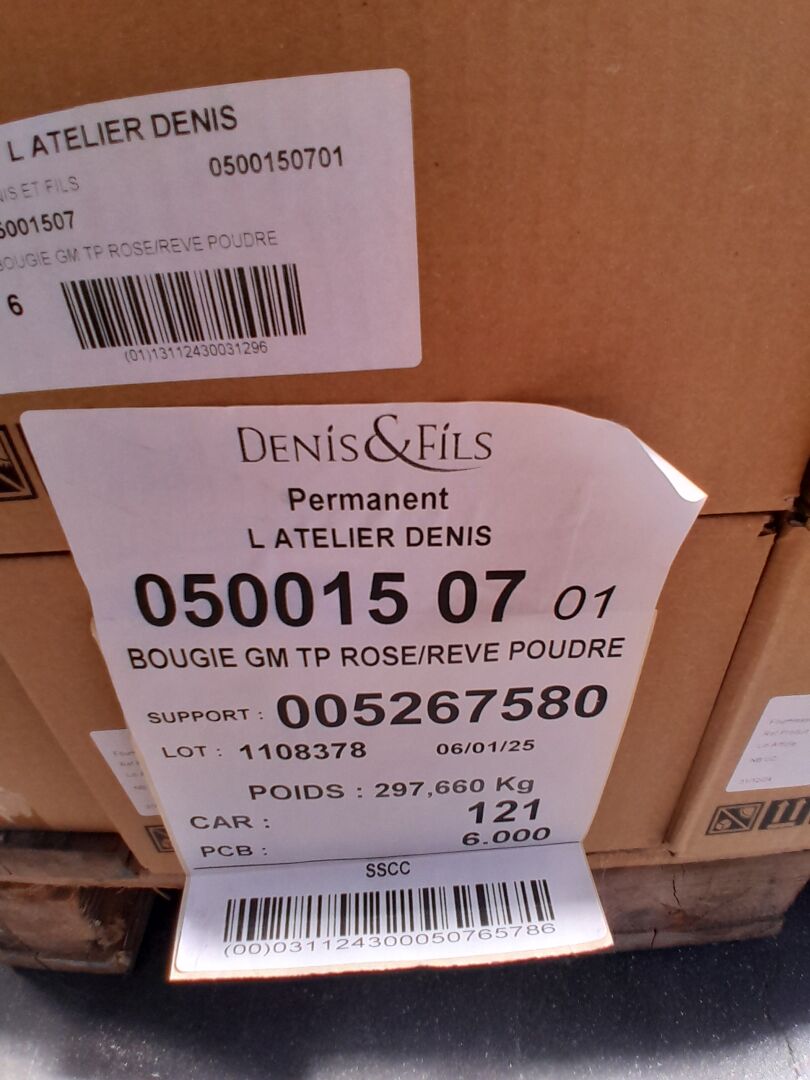 L ATELIER DENIS
0500150701
ET FILS
BOUGIE GM TP ROSE/REVE POUDRE
6
(01)13112430031296
DENIS&FILS
Permanent
L ATELIER DENIS
050015 07 01
BOUGIE GM TP ROSE/REVE POUDRE
SUPPORT : 005267580
LOT : 1108378 06/01/25
POIDS : 297,660 Kg
CAR : 121
PCB : 6.000
SSCC
(00)031124300050765786